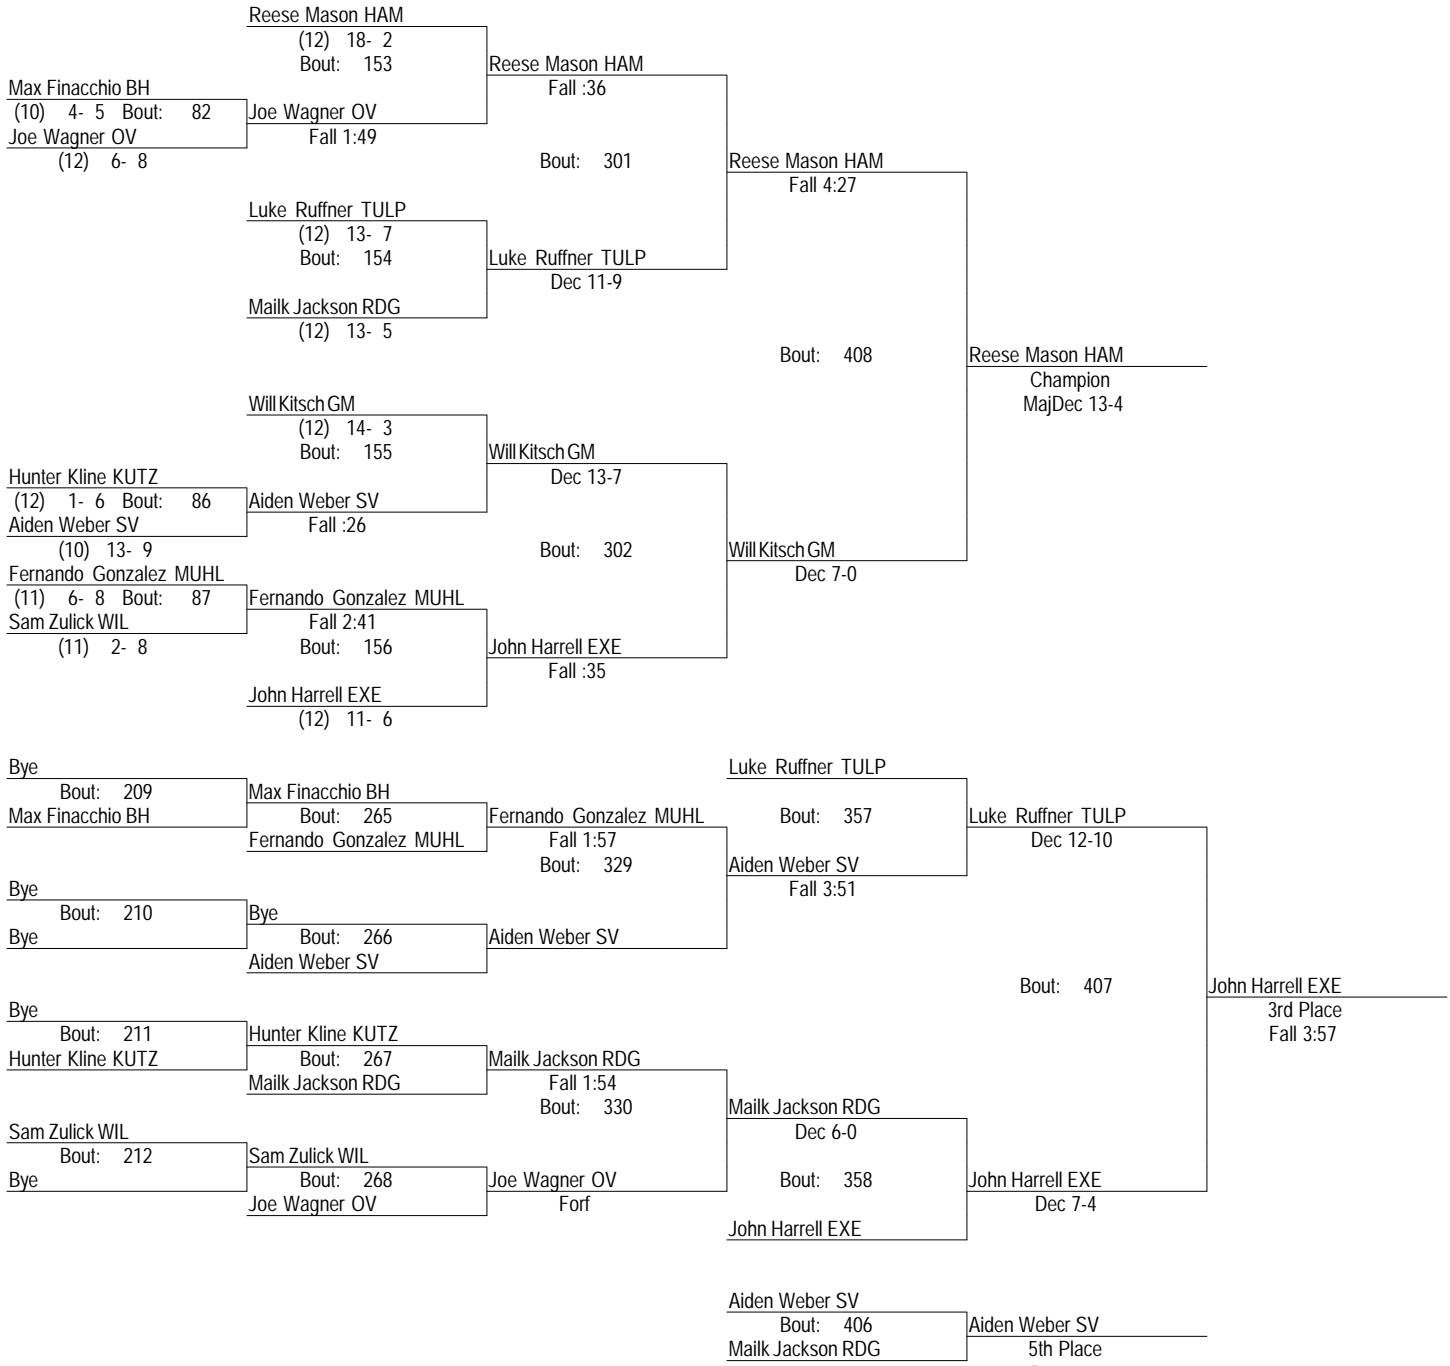 Reese Mason HAM
(12) 18- 2
Bout: 153
Reese Mason HAM
Fall :36
Max Finacchio BH
(10) 4- 5 Bout: 82
Joe Wagner OV
Joe Wagner OV
Fall 1:49
(12) 6- 8
Bout: 301
Reese Mason HAM
Fall 4:27
Luke Ruffner TULP
(12) 13- 7
Bout: 154
Luke Ruffner TULP
Dec 11-9
Mailk Jackson RDG
(12) 13- 5
Bout: 408
Reese Mason HAM
Champion
MajDec 13-4
Will Kitsch GM
(12) 14- 3
Bout: 155
Will Kitsch GM
Dec 13-7
Hunter Kline KUTZ
(12) 1- 6 Bout: 86
Aiden Weber SV
Aiden Weber SV
Fall :26
(10) 13- 9
Bout: 302
Will Kitsch GM
Dec 7-0
Fernando Gonzalez MUHL
(11) 6- 8 Bout: 87
Fernando Gonzalez MUHL
Sam Zulick WIL
Fall 2:41
(11) 2- 8
Bout: 156
John Harrell EXE
Fall :35
John Harrell EXE
(12) 11- 6
Bye
Bout: 209
Max Finacchio BH
Max Finacchio BH
Bout: 265
Fernando Gonzalez MUHL
Fernando Gonzalez MUHL
Fall 1:57
Bout: 329
Luke Ruffner TULP
Bout: 357
Luke Ruffner TULP
Dec 12-10
Aiden Weber SV
Fall 3:51
Bye
Bout: 210
Bye
Bye
Bout: 266
Aiden Weber SV
Aiden Weber SV
Bout: 407
John Harrell EXE
3rd Place
Fall 3:57
Bye
Bout: 211
Hunter Kline KUTZ
Hunter Kline KUTZ
Bout: 267
Mailk Jackson RDG
Mailk Jackson RDG
Fall 1:54
Bout: 330
Mailk Jackson RDG
Dec 6-0
Sam Zulick WIL
Bout: 212
Bye
Sam Zulick WIL
Bout: 268
Joe Wagner OV
Joe Wagner OV
Forf
Bout: 358
John Harrell EXE
Dec 7-4
John Harrell EXE
Aiden Weber SV
Bout: 406
Aiden Weber SV
Mailk Jackson RDG
5th Place